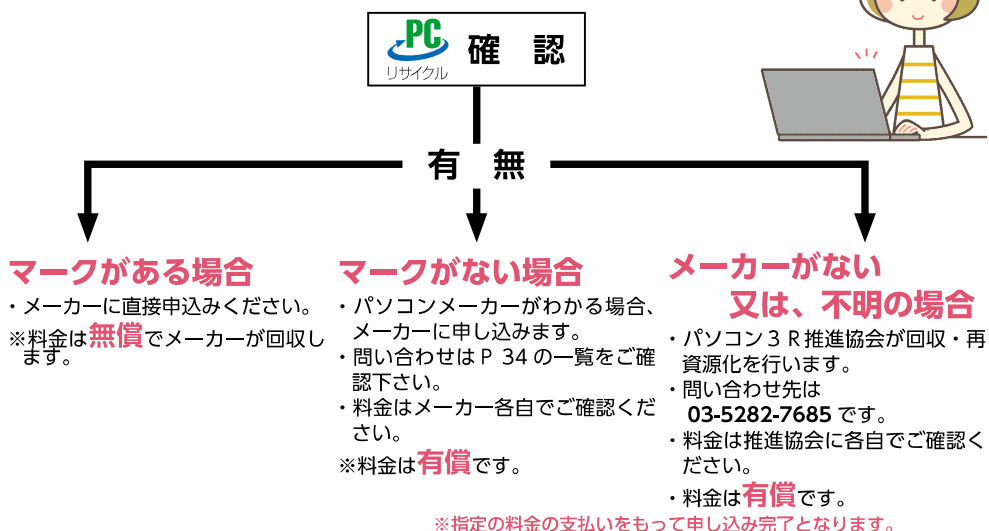 PC
リサイクル
確認
有 無
マークがある場合
・メーカーに直接申込みください。
※料金は無償でメーカーが回収し
ます。
マークがない場合
・パソコンメーカーがわかる場合、
メーカーに申し込みます。
・問い合わせはP 34 の一覧をご確
認下さい。
・料金はメーカー各自でご確認くだ
さい。
※料金は有償です。
メーカーがない
又は、不明の場合
・パソコン3R推進協会が回収・再
資源化を行います。
・問い合わせ先は
03-5282-7685 です。
・料金は推進協会に各自でご確認く
ださい。
・料金は有償です。
※指定の料金の支払いをもって申し込み完了となります。